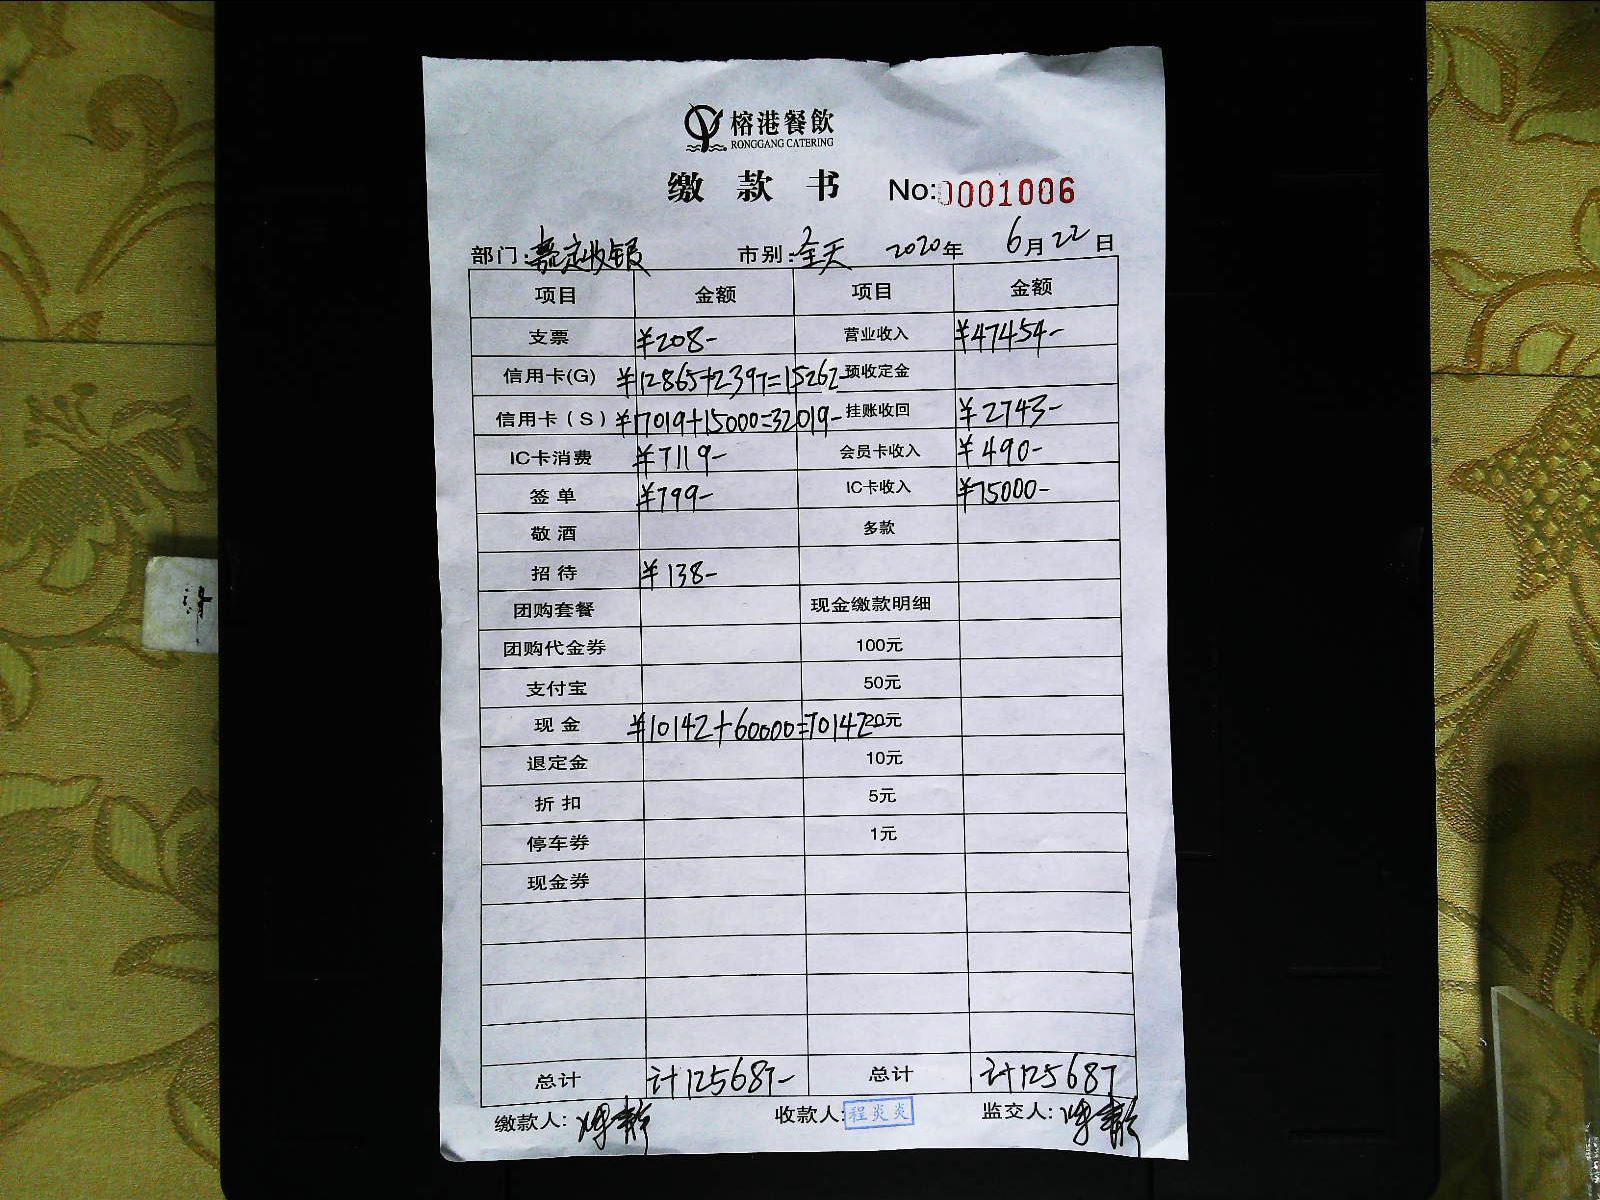 榕港餐飲
RONGGANG CATERING
缴款书 No:0001006
部门:嘉定收银 市别:全天 2020年 6月22日
项目 金额 项目 金额
支票 ¥208- 营业收入 ¥47454-
信用卡(G) ¥12865+2397=15262- 预收定金
信用卡(S) ¥17019+15000=32019- 挂账收回 ¥2743-
IC卡消费 ¥7119- 会员卡收入 ¥490-
签单 ¥799- IC卡收入 ¥75000-
敬酒 多款
招待 ¥138-
团购套餐 现金缴款明细
团购代金券 100元
支付宝 50元
现金 ¥10142+60000=70142- 20元
退定金 10元
折扣 5元
停车券 1元
现金券
总计 计125687- 总计 计125687
缴款人: 收款人:程炎炎 监交人: